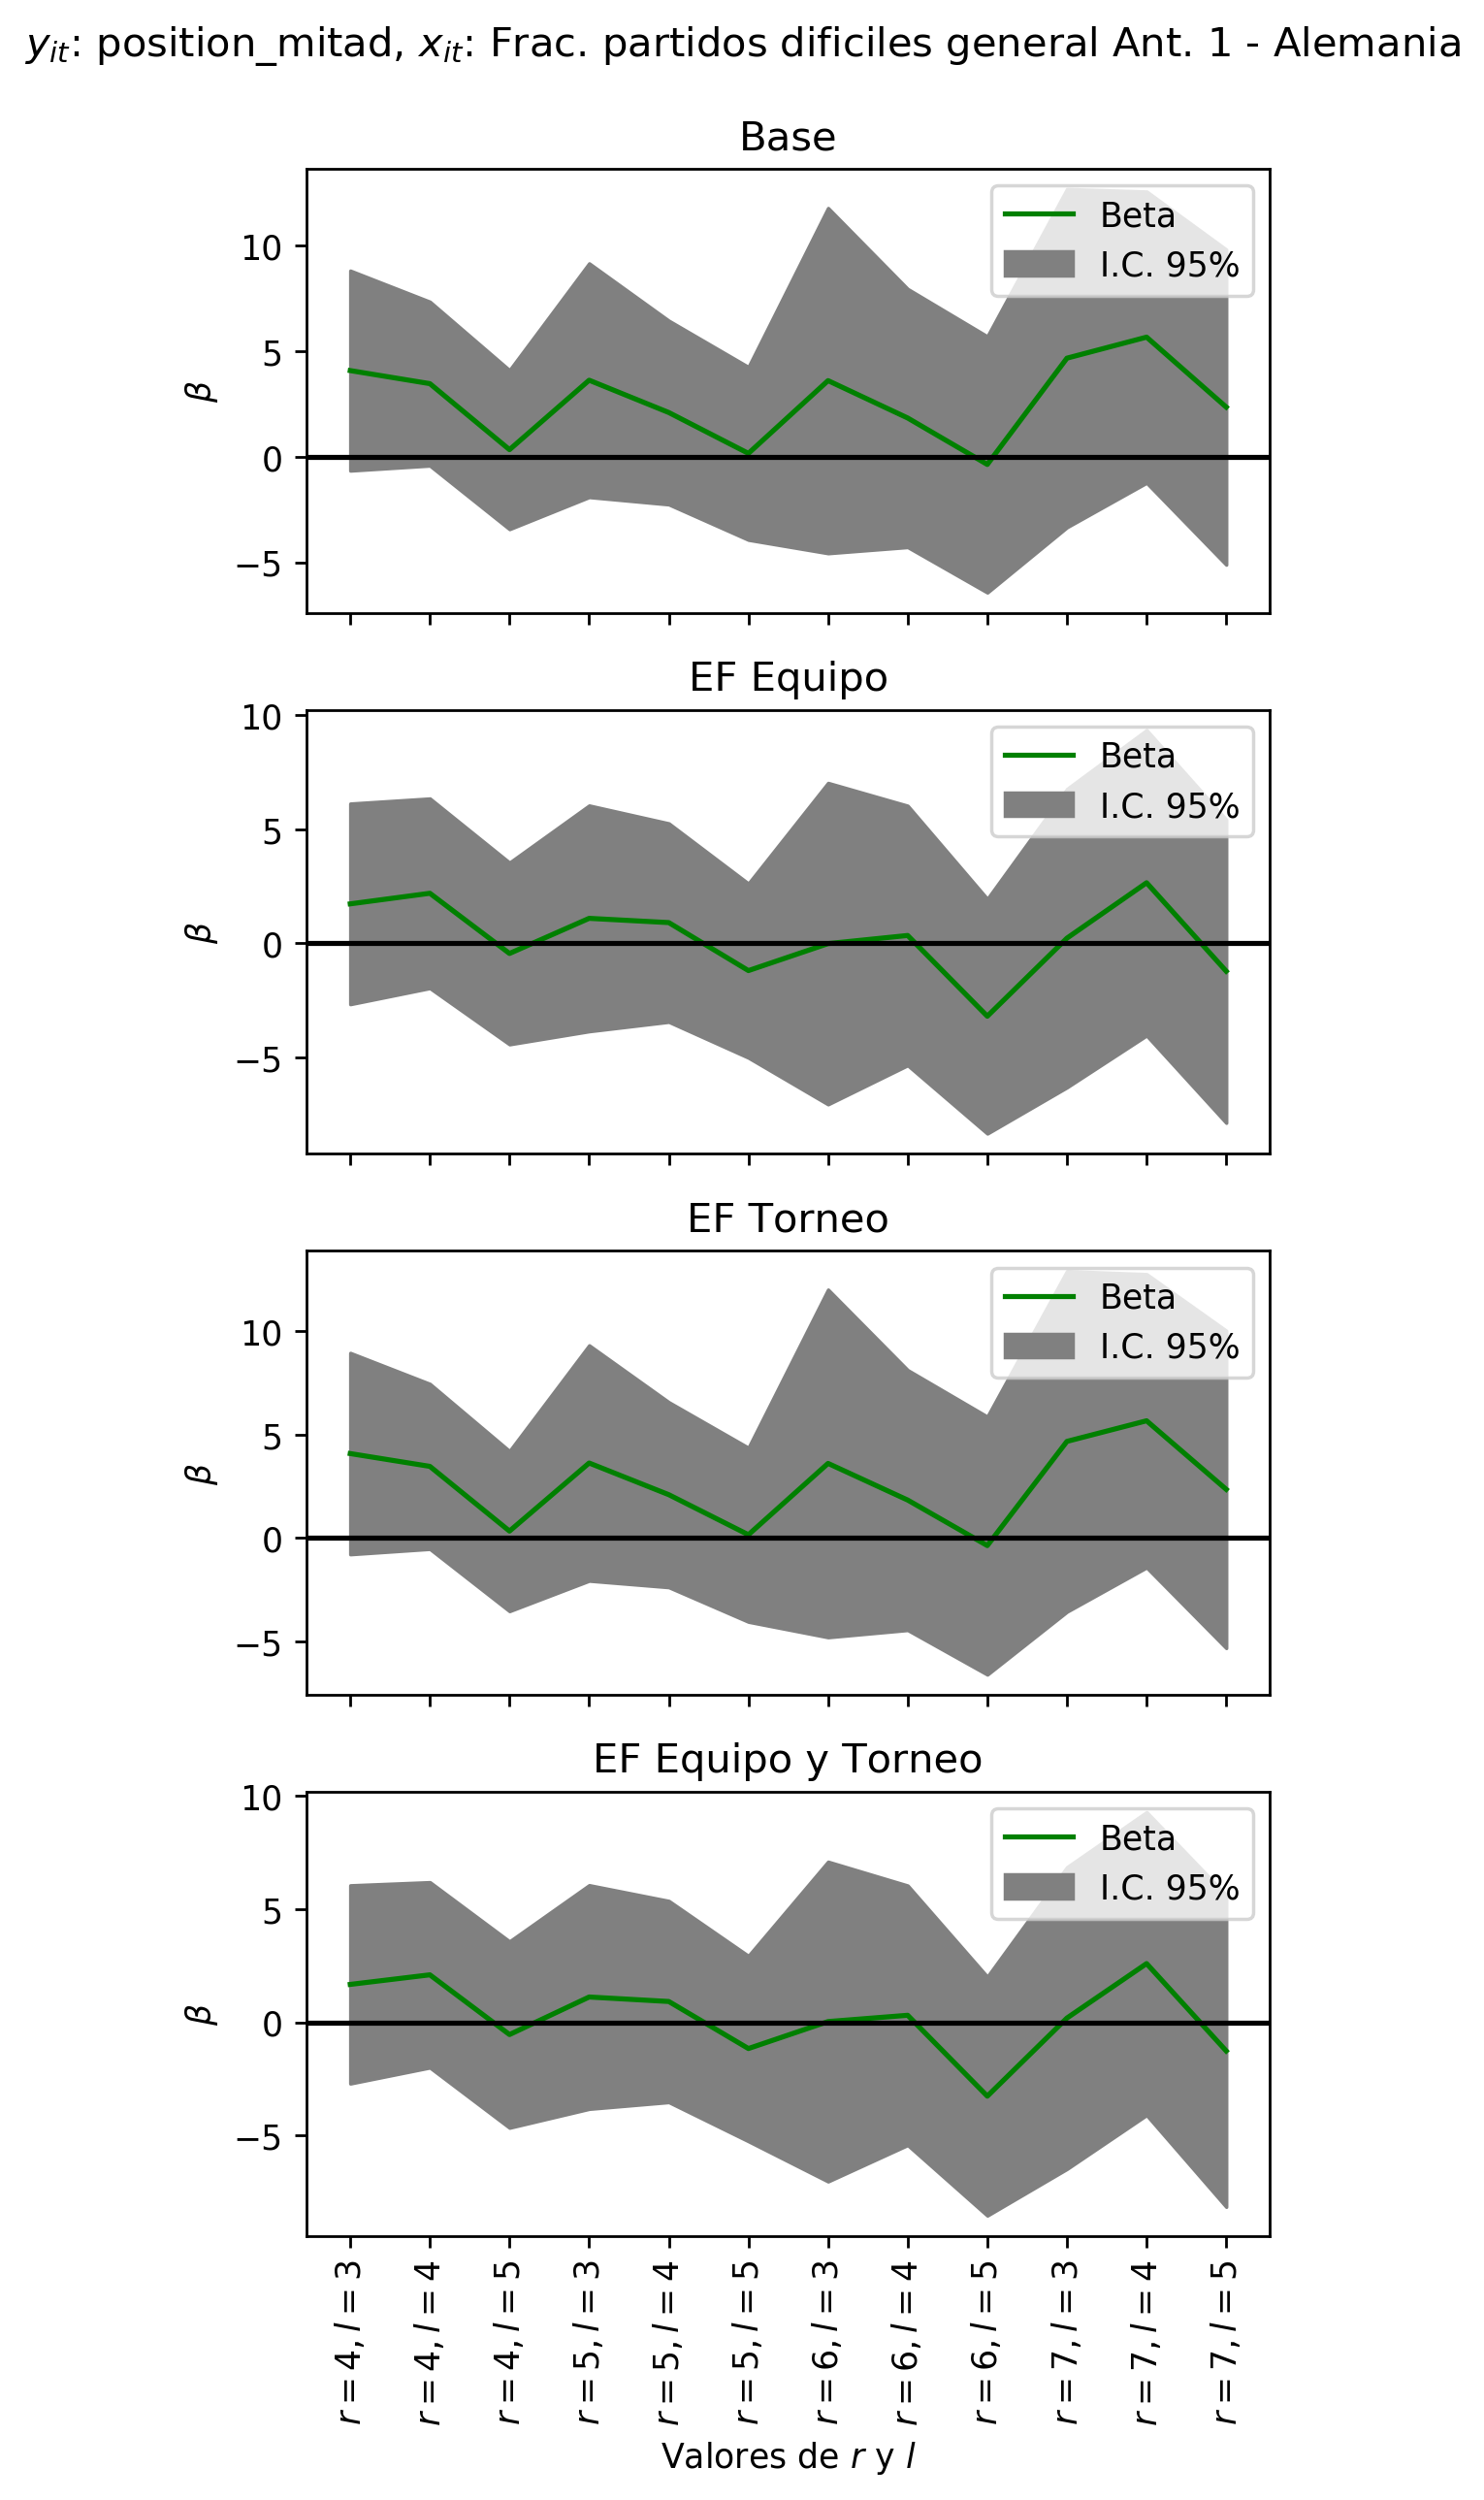 y_it: position_mitad, x_it: Frac. partidos dificiles general Ant. 1 - Alemania
Base
Beta
I.C. 95%
10
5
0
−5
β
EF Equipo
Beta
I.C. 95%
10
5
0
−5
β
EF Torneo
Beta
I.C. 95%
10
5
0
−5
β
EF Equipo y Torneo
Beta
I.C. 95%
10
5
0
−5
β
r = 4, l = 3
r = 4, l = 4
r = 4, l = 5
r = 5, l = 3
r = 5, l = 4
r = 5, l = 5
r = 6, l = 3
r = 6, l = 4
r = 6, l = 5
r = 7, l = 3
r = 7, l = 4
r = 7, l = 5
Valores de r y l